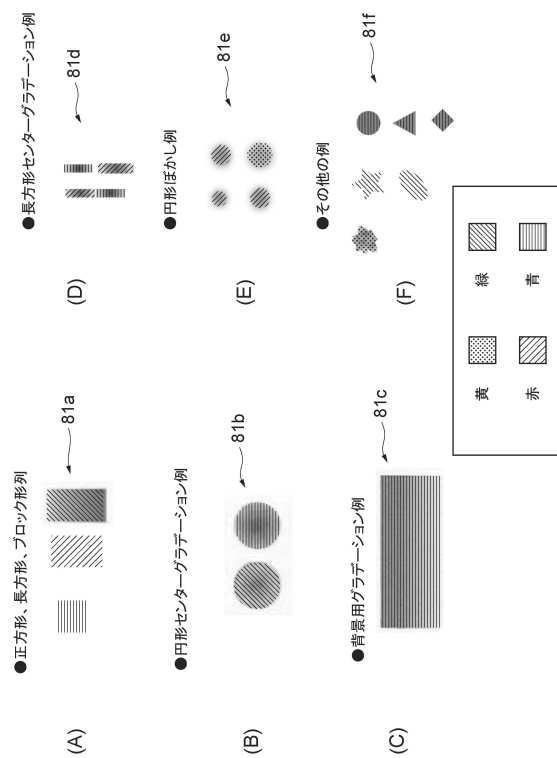 (A)
●正方形、長方形、ブロック形列
81a
(B)
●円形センターグラデーション例
81b
(C)
●背景用グラデーション例
81c
(D)
●長方形センターグラデーション例
81d
(E)
●円形ぼかし例
81e
(F)
●その他の例
81f
黄
緑
赤
青